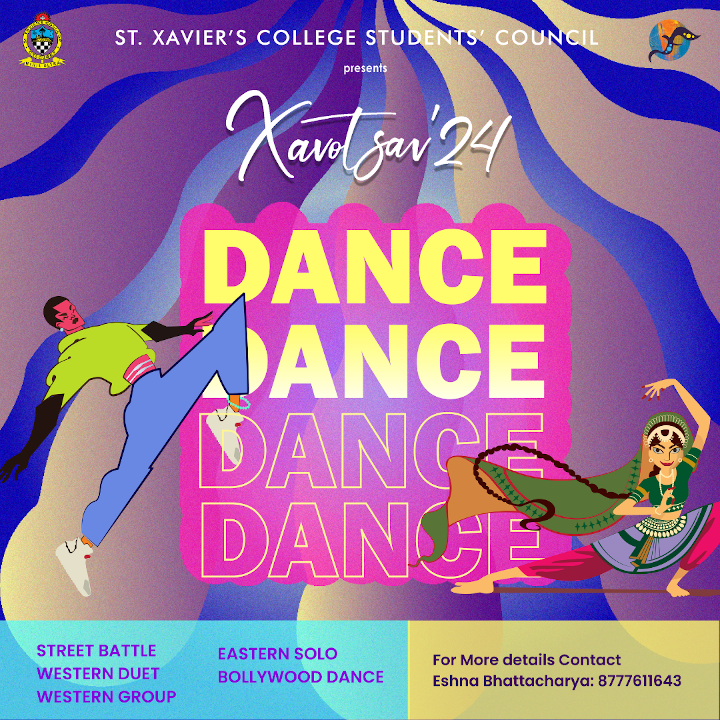 ST. XAVIER'S COLLEGE STUDENTS' COUNCIL
presents
Xavotsav'24
DANCE
DANCE
DANCE
DANCE
STREET BATTLE
WESTERN DUET
WESTERN GROUP
EASTERN SOLO
BOLLYWOOD DANCE
For More details Contact
Eshna Bhattacharya: 8777611643